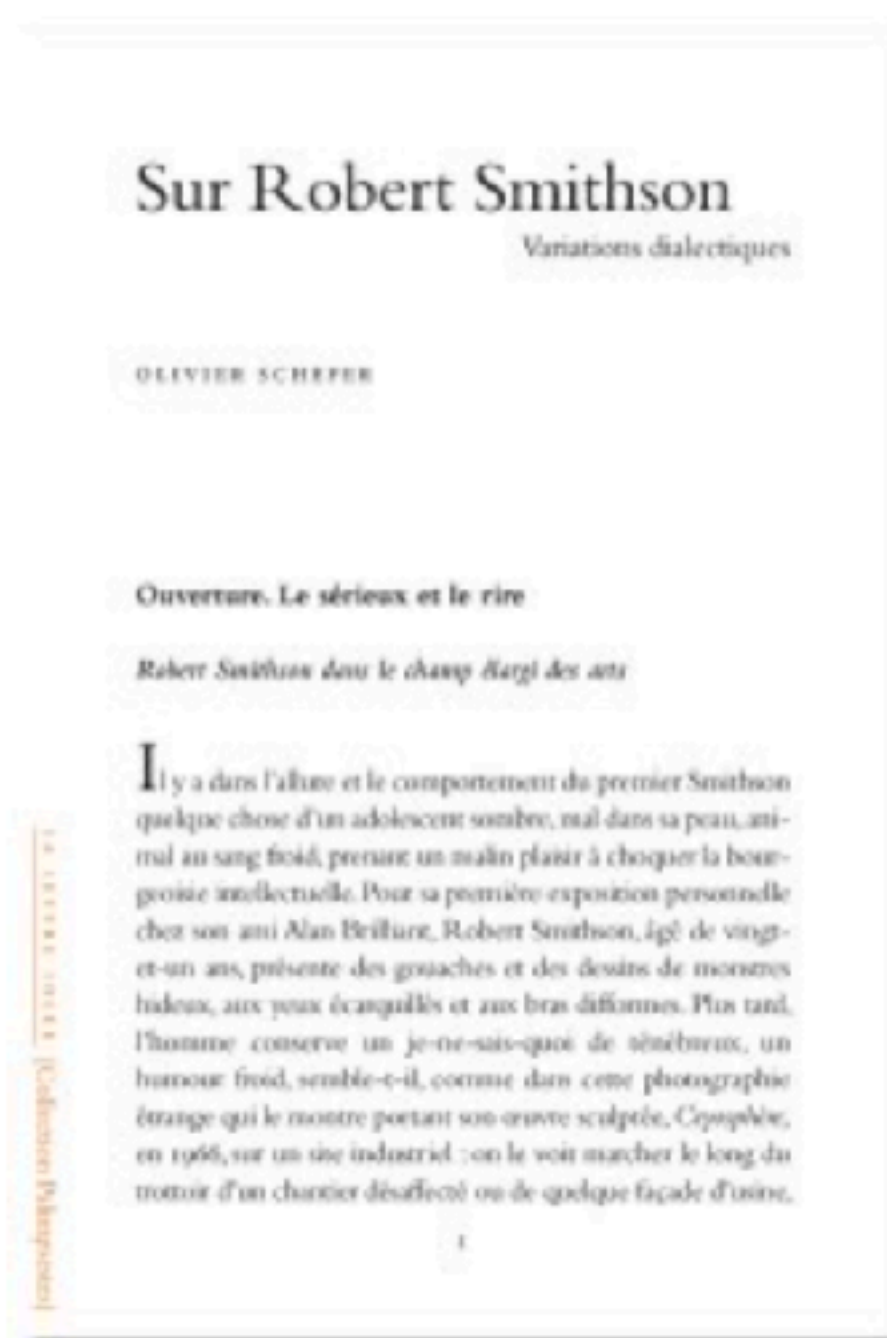 Sur Robert Smithson
Variations dialectiques
OLIVIER SCHEFER
Ouverture. Le sérieux et le rire
Robert Smithson dans le champ élargi des arts
Il y a dans l'allure et le comportement du premier Smithson
quelque chose d'un adolescent sombre, mal dans sa peau, ani-
mal au sang froid, prenant un malin plaisir à choquer la bour-
geoisie intellectuelle. Pour sa première exposition personnelle
chez son ami Alan Brilliant, Robert Smithson, âgé de vingt-
et-un ans, présente des gouaches et des dessins de monstres
hideux, aux yeux écarquillés et aux bras difformes. Plus tard,
l'homme conserve un je-ne-sais-quoi de ténébreux, un
humour froid, semble-t-il, comme dans cette photographie
étrange qui le montre portant son œuvre sculptée,
en 1966, sur un site industriel : on le voit marcher le long du
trottoir d'un chantier désaffecté ou de quelque façade d'usine,
1
LA LETTRE VOLÉE [Collection Palimpsestes]